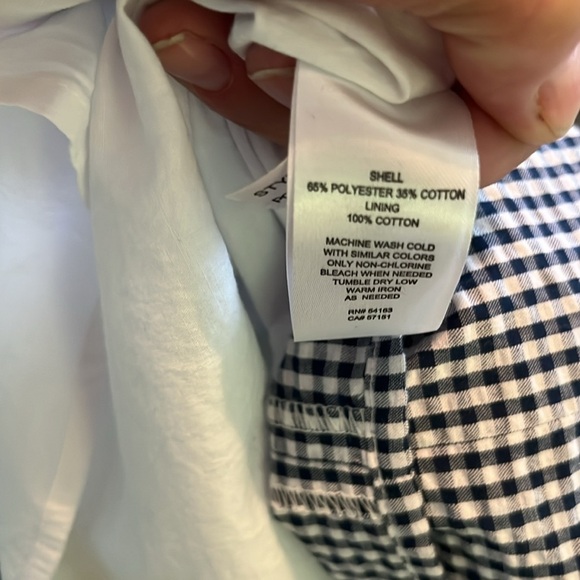 SHELL
65% POLYESTER 35% COTTON
LINING
100% COTTON
MACHINE WASH COLD
WITH SIMILAR COLORS
ONLY NON-CHLORINE
BLEACH WHEN NEEDED
TUMBLE DRY LOW
WARM IRON
AS NEEDED
RN# 54163
CA# 57151